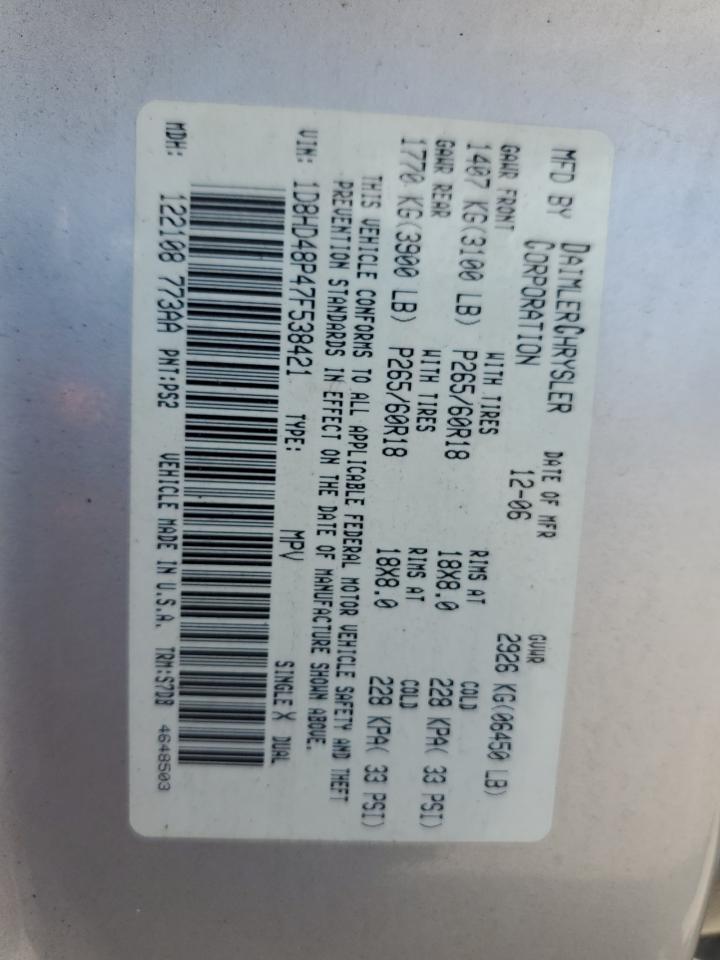 MFD BY DAIMLERCHRYSLER CORPORATION
DATE OF MFR 12-06
GVWR 2926 KG(06450 LB)
GAWR FRONT WITH TIRES RIMS AT COLD
1407 KG(3100 LB) P265/60R18 18X8.0 228 KPA( 33 PSI)
GAWR REAR WITH TIRES RIMS AT COLD
1770 KG(3900 LB) P265/60R18 18X8.0 228 KPA( 33 PSI)
THIS VEHICLE CONFORMS TO ALL APPLICABLE FEDERAL MOTOR VEHICLE SAFETY AND THEFT
PREVENTION STANDARDS IN EFFECT ON THE DATE OF MANUFACTURE SHOWN ABOVE.
VIN: 1D8HD48P47F538421 TYPE: MPV SINGLE X DUAL
MDH: 122108 773AA PNT:PS2 VEHICLE MADE IN U.S.A. TRM:S7DB 4648503